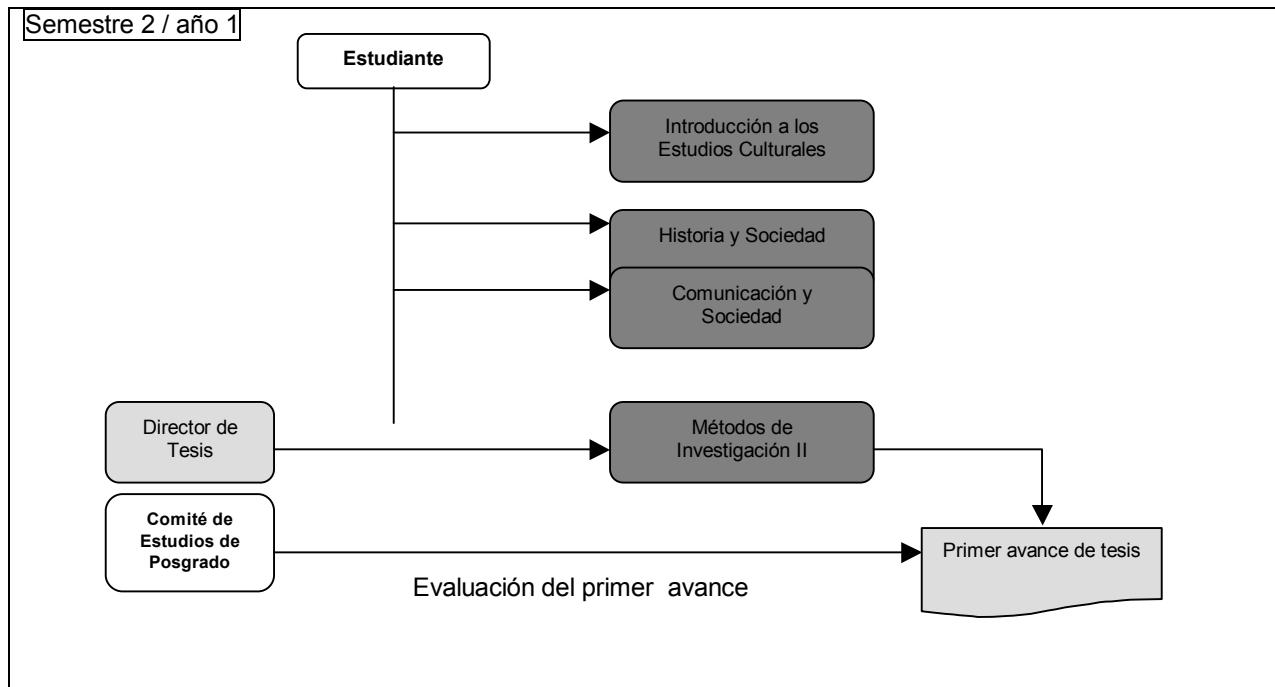 Semestre 2 / año 1
Estudiante
Introducción a los
Estudios Culturales
Historia y Sociedad
Comunicación y
Sociedad
Director de
Tesis
Métodos de
Investigación II
Comité de
Estudios de
Posgrado
Primer avance de tesis
Evaluación del primer  avance